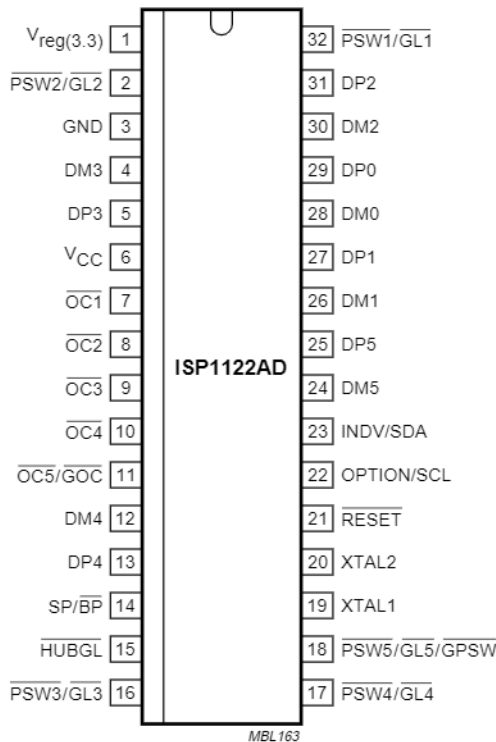 Vreg(3.3) 1 32 PSW1/GL1
PSW2/GL2 2 31 DP2
GND 3 30 DM2
DM3 4 29 DP0
DP3 5 28 DM0
VCC 6 27 DP1
OC1 7 26 DM1
OC2 8 25 DP5
ISP1122AD
OC3 9 24 DM5
OC4 10 23 INDV/SDA
OC5/GOC 11 22 OPTION/SCL
DM4 12 21 RESET
DP4 13 20 XTAL2
SP/BP 14 19 XTAL1
HUBGL 15 18 PSW5/GL5/GPSW
PSW3/GL3 16 17 PSW4/GL4
MBL163